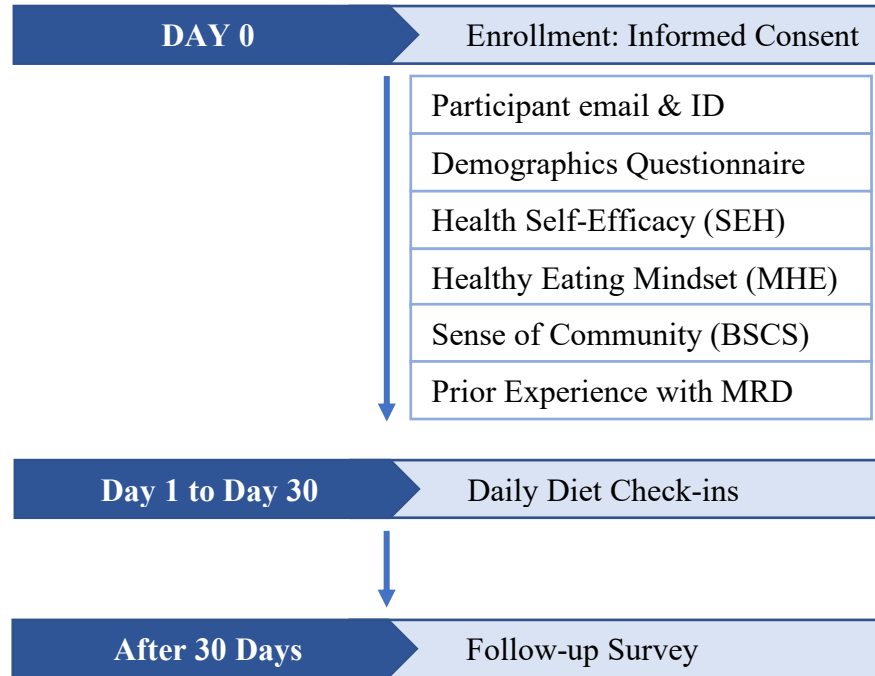 DAY 0
Enrollment: Informed Consent
Participant email & ID
Demographics Questionnaire
Health Self-Efficacy (SEH)
Healthy Eating Mindset (MHE)
Sense of Community (BSCS)
Prior Experience with MRD
Day 1 to Day 30
Daily Diet Check-ins
After 30 Days
Follow-up Survey